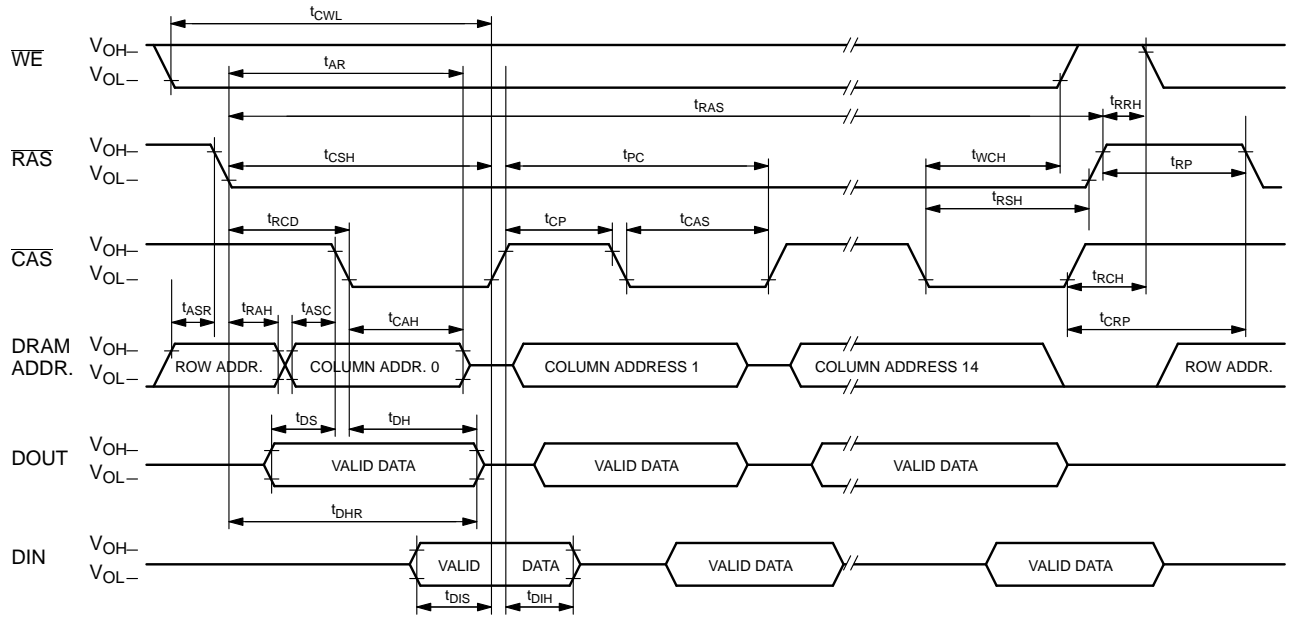 tCWL
WE VOH–
VOL–
tAR
tRAS
tRRH
RAS VOH–
VOL–
tCSH
tPC
tWCH
tRP
tRSH
tRCD
tCP
tCAS
CAS VOH–
VOL–
tRCH
tASR
tRAH
tASC
tCAH
tCRP
DRAM ADDR. VOH–
VOL–
ROW ADDR.
COLUMN ADDR. 0
COLUMN ADDRESS 1
COLUMN ADDRESS 14
ROW ADDR.
tDS
tDH
DOUT VOH–
VOL–
VALID DATA
VALID DATA
VALID DATA
tDHR
DIN VOH–
VOL–
VALID DATA
VALID DATA
VALID DATA
tDIS
tDIH